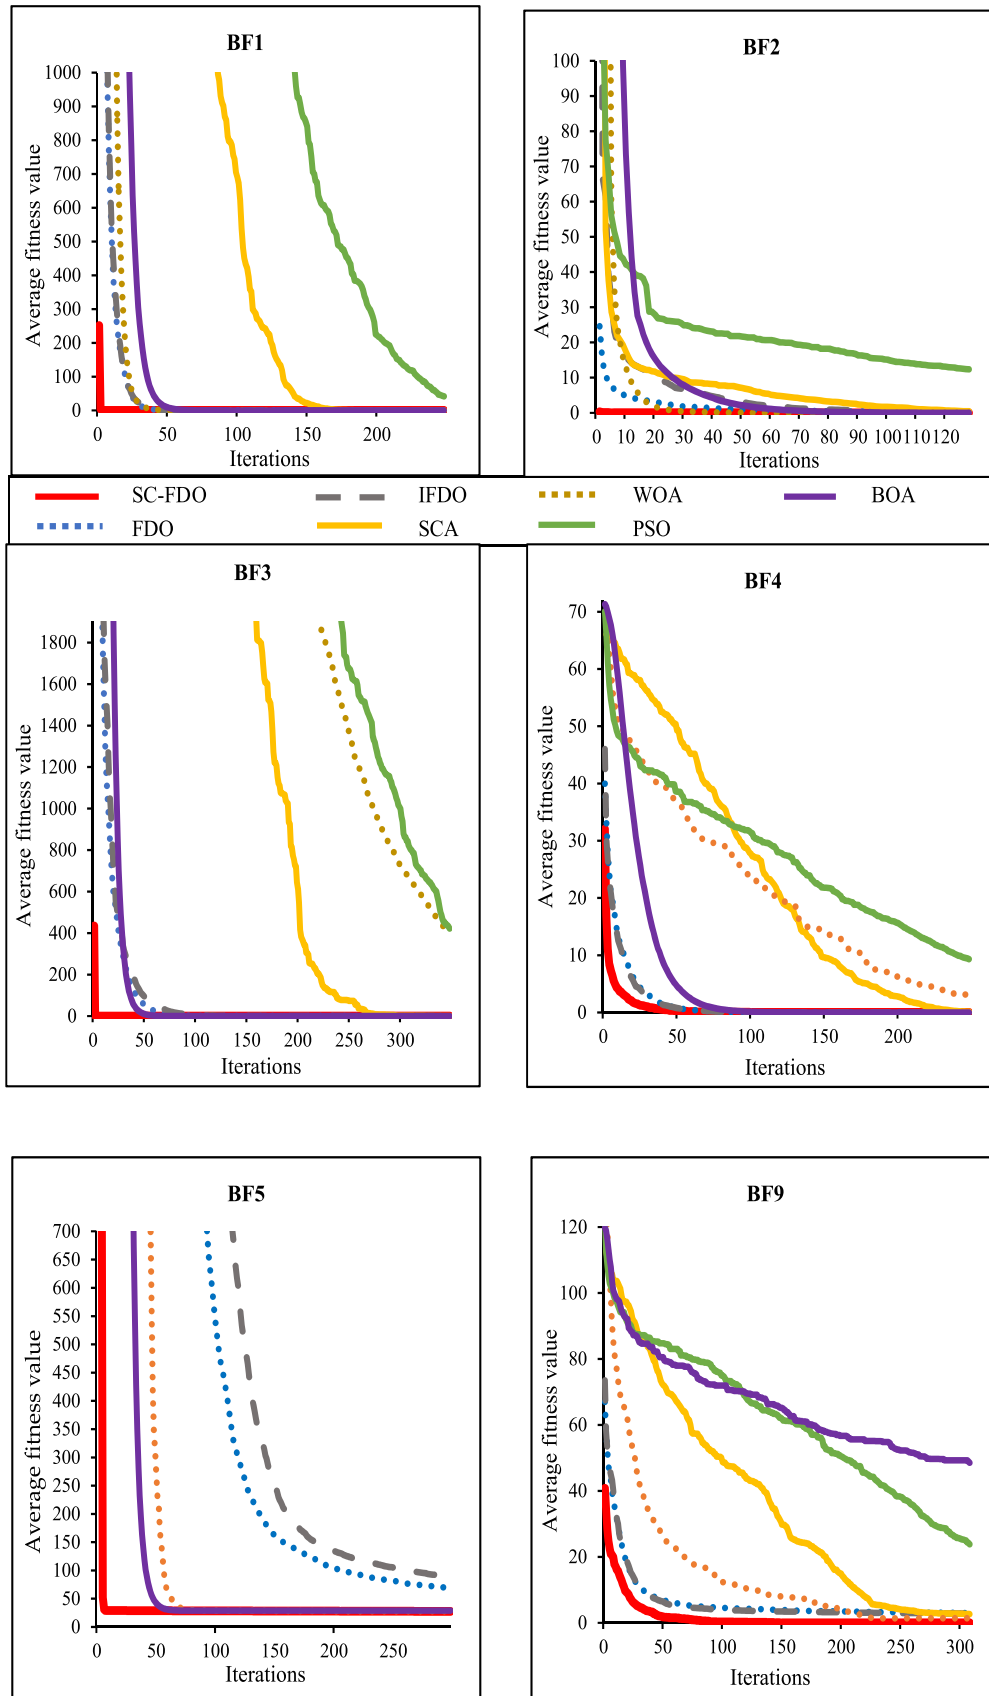 BF1
1000
900
800
700
600
500
400
300
200
100
0
Average fitness value
0 50 100 150 200
Iterations
BF2
100
90
80
70
60
50
40
30
20
10
0
Average fitness value
0 10 20 30 40 50 60 70 80 90 100 110 120
Iterations
SC-FDO IFDO WOA BOA
FDO SCA PSO
BF3
1800
1600
1400
1200
1000
800
600
400
200
0
Average fitness value
0 50 100 150 200 250 300
Iterations
BF4
70
60
50
40
30
20
10
0
Average fitness value
0 50 100 150 200
Iterations
BF5
700
650
600
550
500
450
400
350
300
250
200
150
100
50
0
Average fitness value
0 50 100 150 200 250
Iterations
BF9
120
100
80
60
40
20
0
Average fitness value
0 50 100 150 200 250 300
Iterations